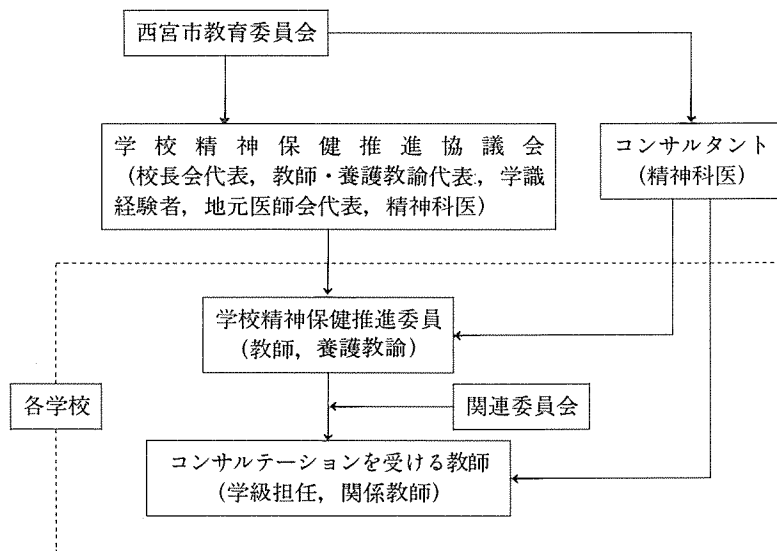 西宮市教育委員会
学校精神保健推進協議会
(校長会代表,教師・養護教諭代表,学識
経験者,地元医師会代表,精神科医)
コンサルタント
(精神科医)
学校精神保健推進委員
(教師,養護教諭)
各学校
関連委員会
コンサルテーションを受ける教師
(学級担任,関係教師)